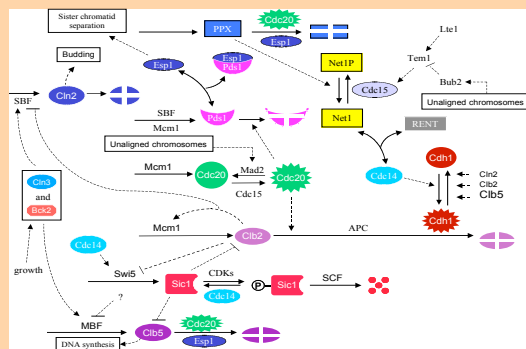 Sister chromatid
separation
PPX
Cdc20
Esp1
Lte1
Budding
Esp1
Esp1
Pds1
Net1P
Tem1
Cdc15
Bub2
SBF
Cln2
Unaligned chromosomes
SBF
Mcm1
Pds1
Net1
RENT
Unaligned chromosomes
Mcm1
Cdc20
Mad2
Cdc15
Cdc20
Cdc14
Cdh1
Cln2
Clb2
Clb5
Cdh1
Cln3
and
Bck2
Mcm1
Clb2
APC
growth
Cdc14
Swi5
Sic1
CDKs
Cdc14
P
Sic1
SCF
?
MBF
Clb5
Cdc20
Esp1
DNA synthesis